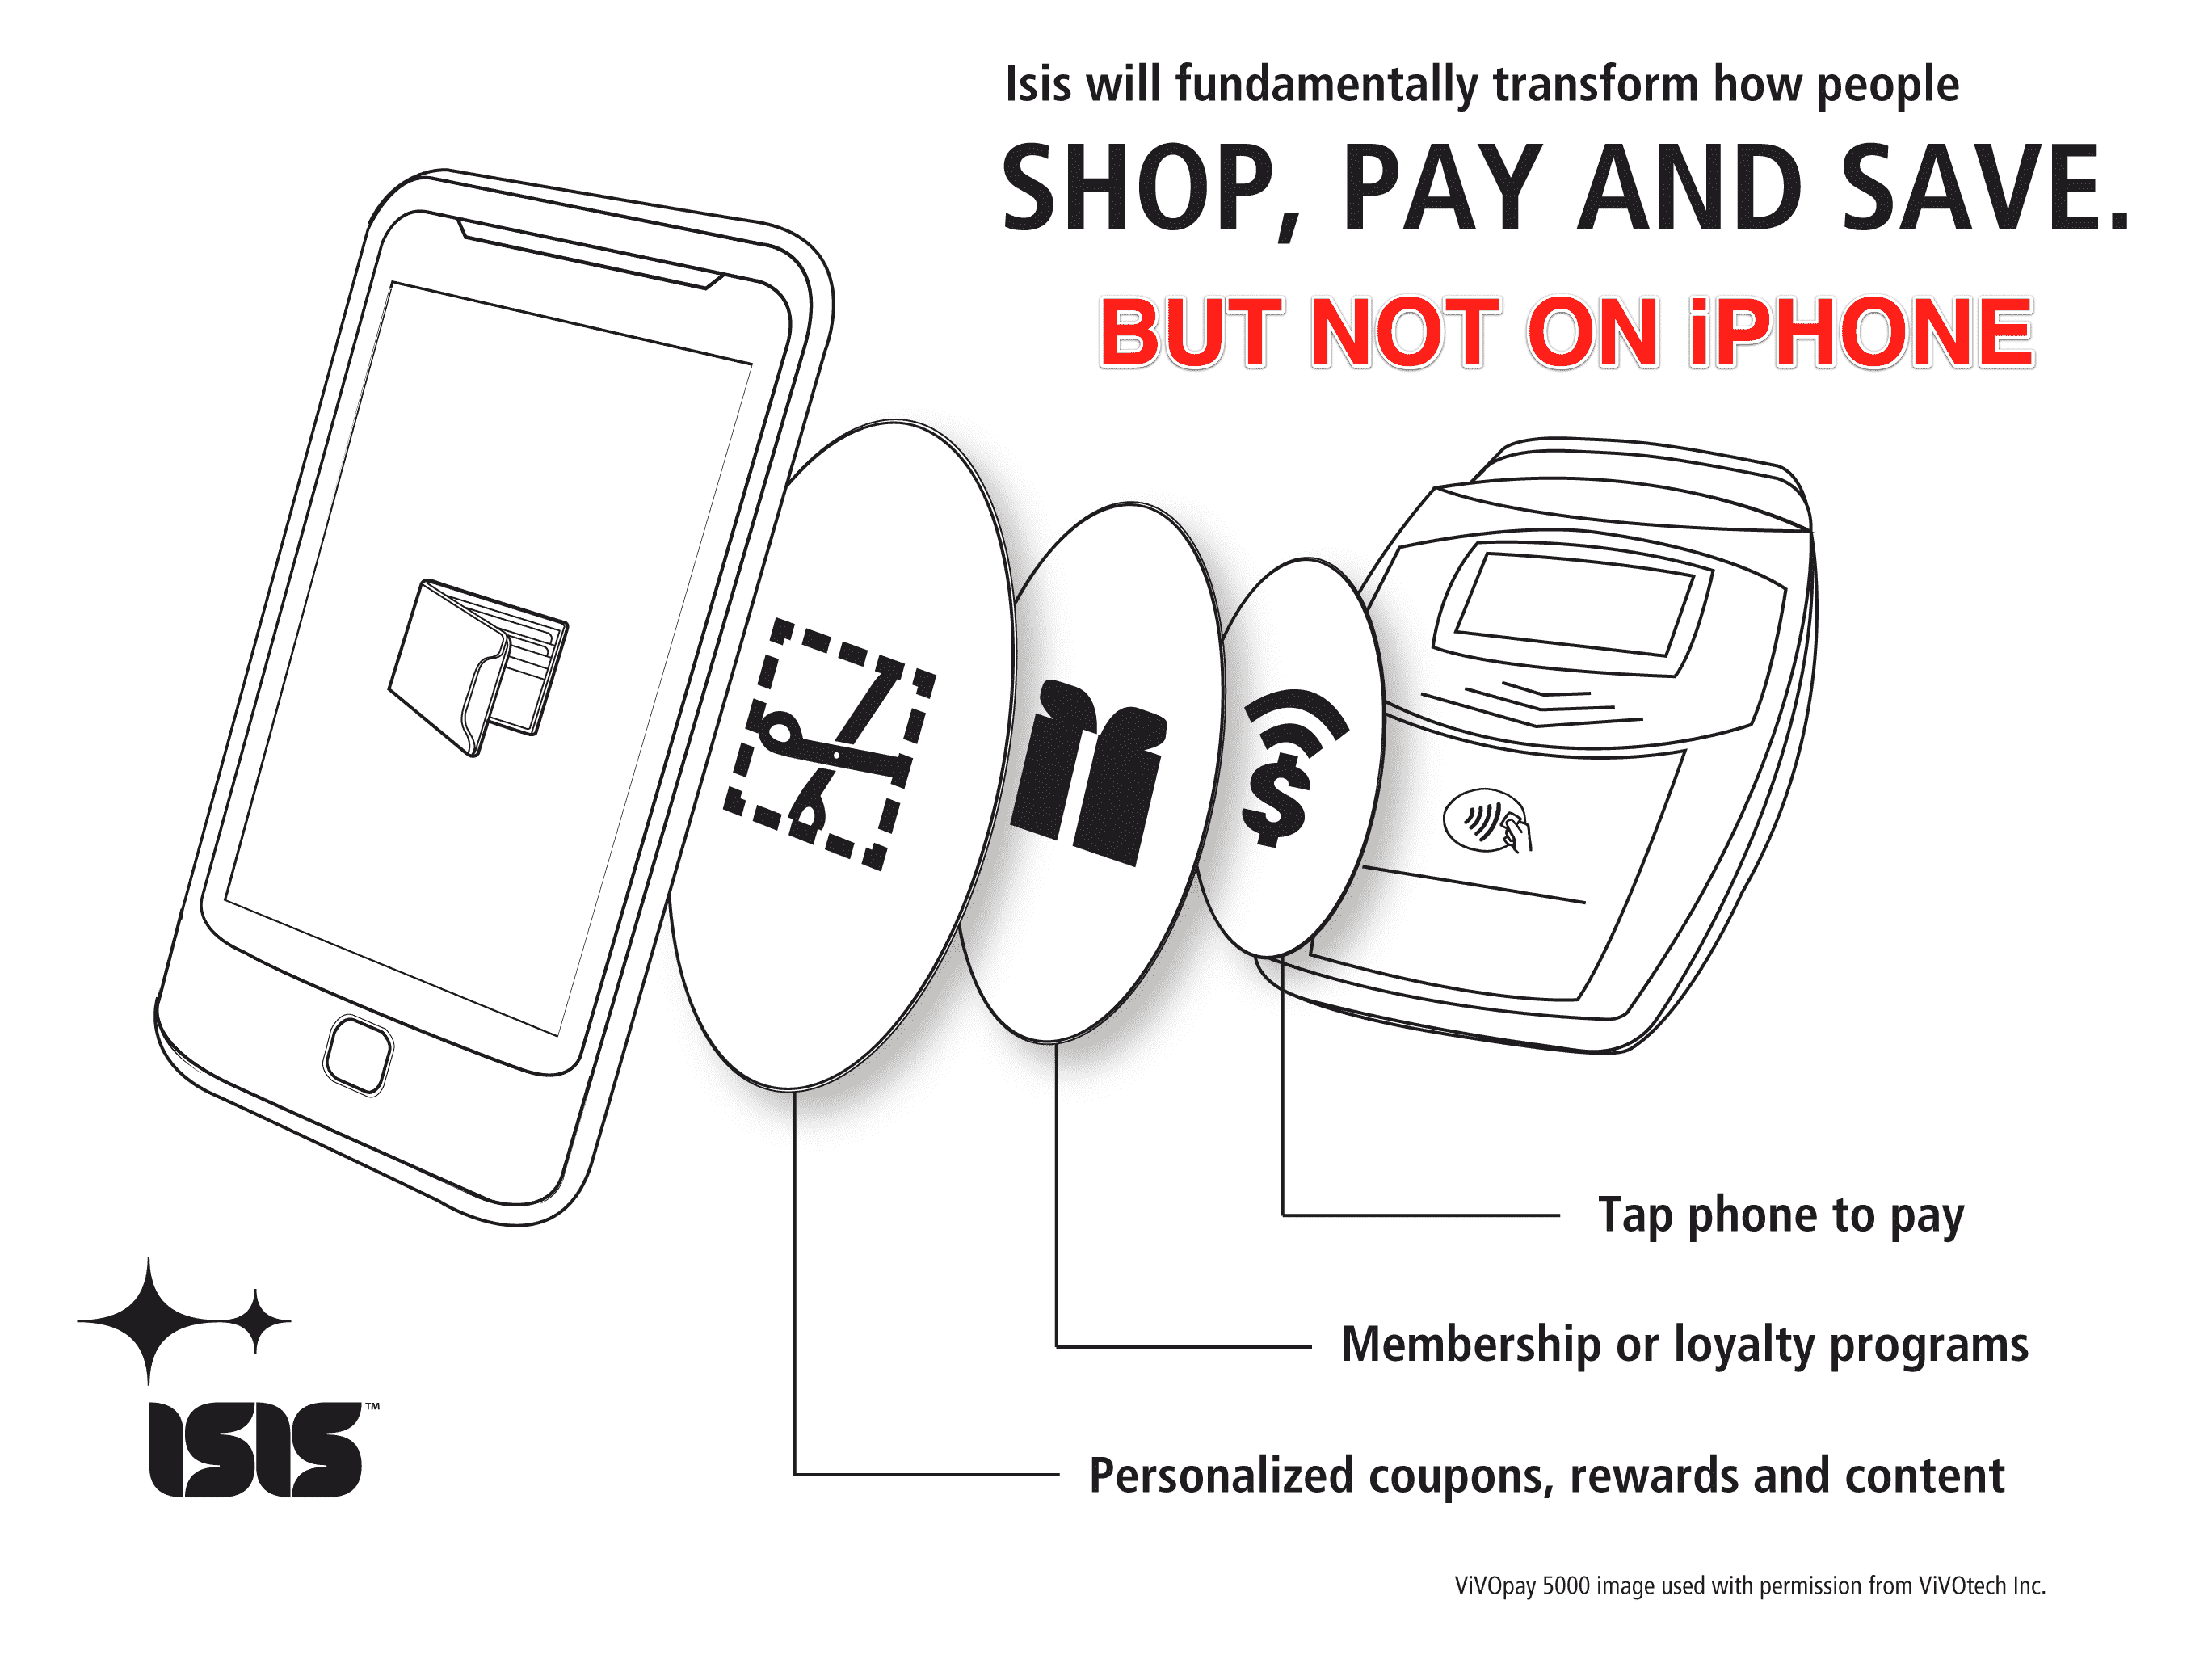 Isis will fundamentally transform how people
SHOP, PAY AND SAVE.
BUT NOT ON iPHONE
$
Tap phone to pay
Membership or loyalty programs
Personalized coupons, rewards and content
ISIS™
ViVOpay 5000 image used with permission from ViVOtech Inc.